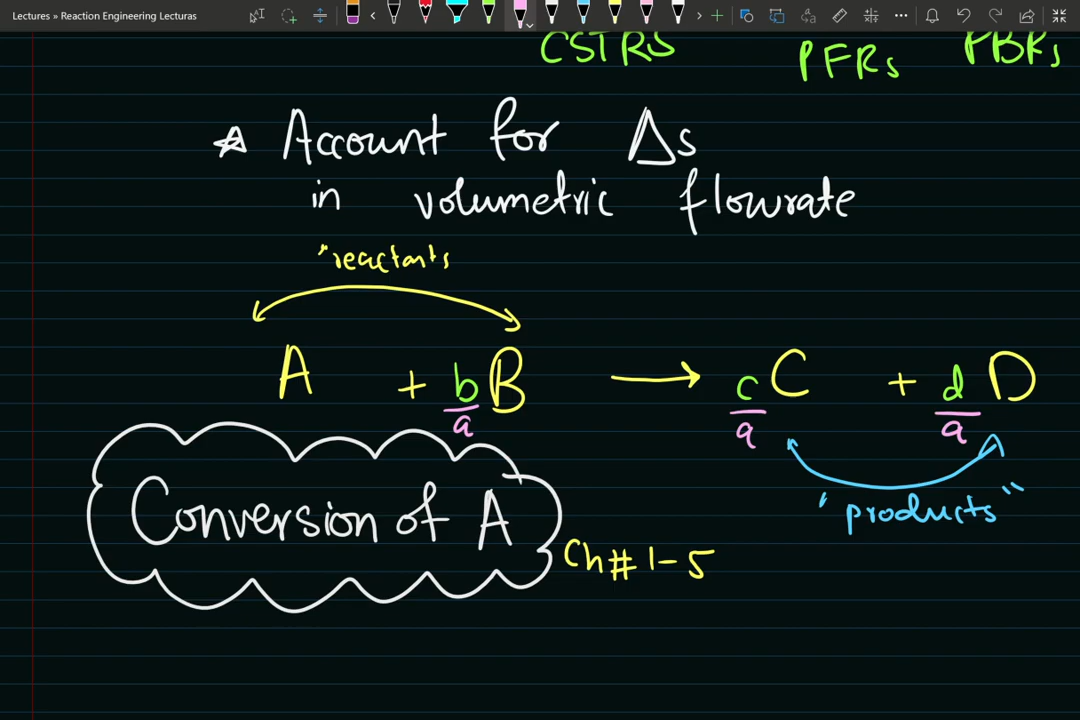 Lectures » Reaction Engineering Lecturas
CSTRs PFRs PBRs
☆ Account for Δs
in volumetric flowrate
"reactants
A + b/a B → c/a C + d/a D
Conversion of A
Ch# 1-5
"products"